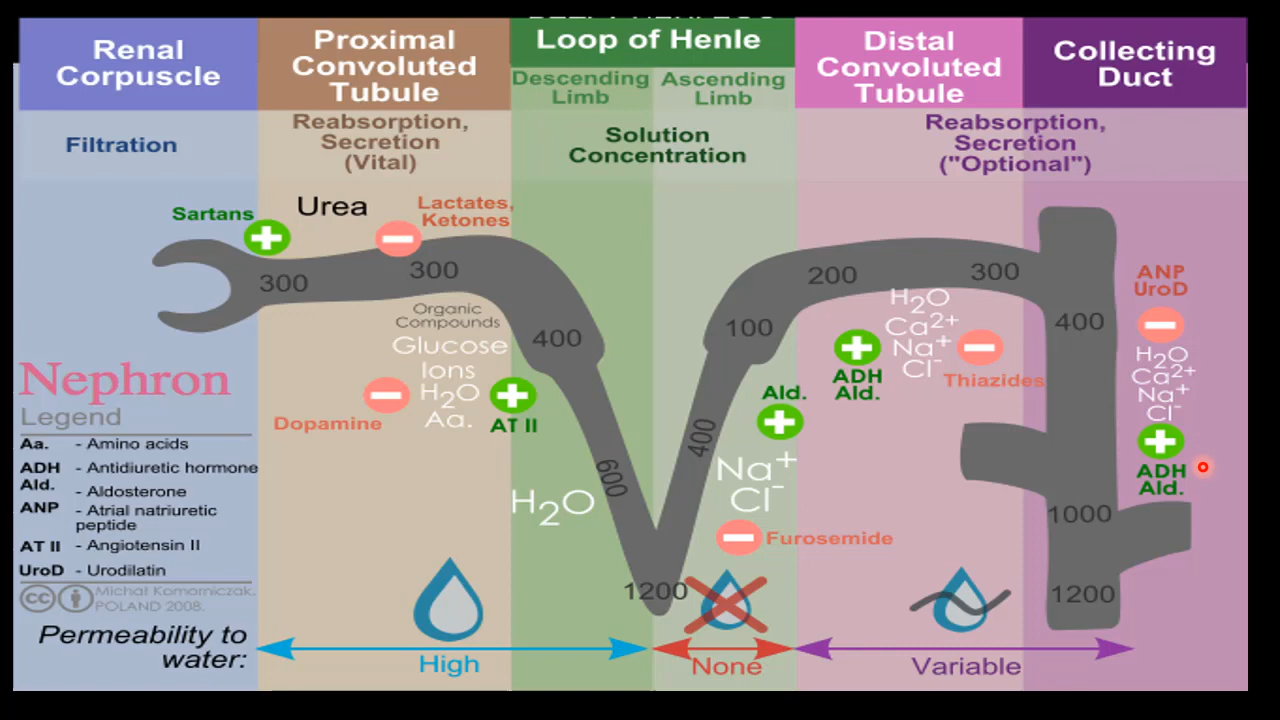 Renal
Corpuscle
Proximal
Convoluted
Tubule
Loop of Henle
Descending
Limb
Ascending
Limb
Distal
Convoluted
Tubule
Collecting
Duct
Filtration
Reabsorption,
Secretion
(Vital)
Solution
Concentration
Reabsorption,
Secretion
("Optional")
Sartans
Urea
Lactates,
Ketones
300
300
400
600
1200
400
100
200
300
400
1000
1200
Organic
Compounds
Glucose
Ions
H2O
Aa.
Dopamine
AT II
H2O
Ald.
Na+
Cl-
Furosemide
H2O
Ca2+
Na+
Cl-
ADH
Ald.
Thiazides
ANP
UroD
H2O
Ca2+
Na+
Cl-
ADH
Ald.
Nephron
Legend
Aa. - Amino acids
ADH - Antidiuretic hormone
Ald. - Aldosterone
ANP - Atrial natriuretic
peptide
AT II - Angiotensin II
UroD - Urodilatin
cc Michał Komorniczak,
POLAND 2008.
Permeability to
water:
High
None
Variable